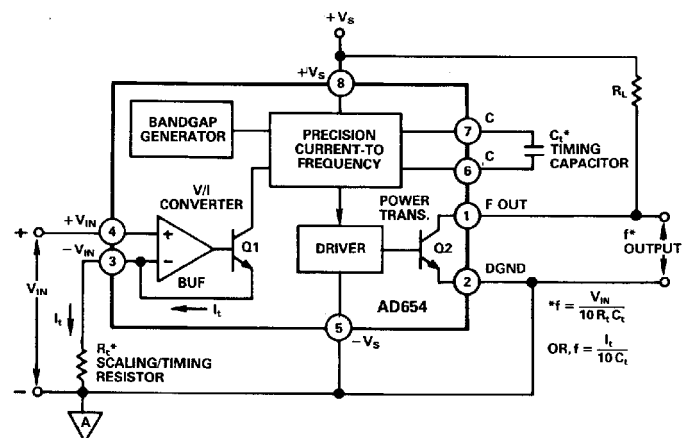 +VS
+VS
8
RL
BANDGAP
GENERATOR
PRECISION
CURRENT-TO
FREQUENCY
7
C
Ct*
TIMING
CAPACITOR
6
C
V/I
CONVERTER
POWER
TRANS.
1
F OUT
+
+VIN
4
+
-VIN
3
-
BUF
Q1
DRIVER
Q2
f*
OUTPUT
2
DGND
VIN
It
It
AD654
*f = VIN
10 Rt Ct
5
-VS
OR, f = It
10 Ct
Rt*
SCALING/TIMING
RESISTOR
-
A